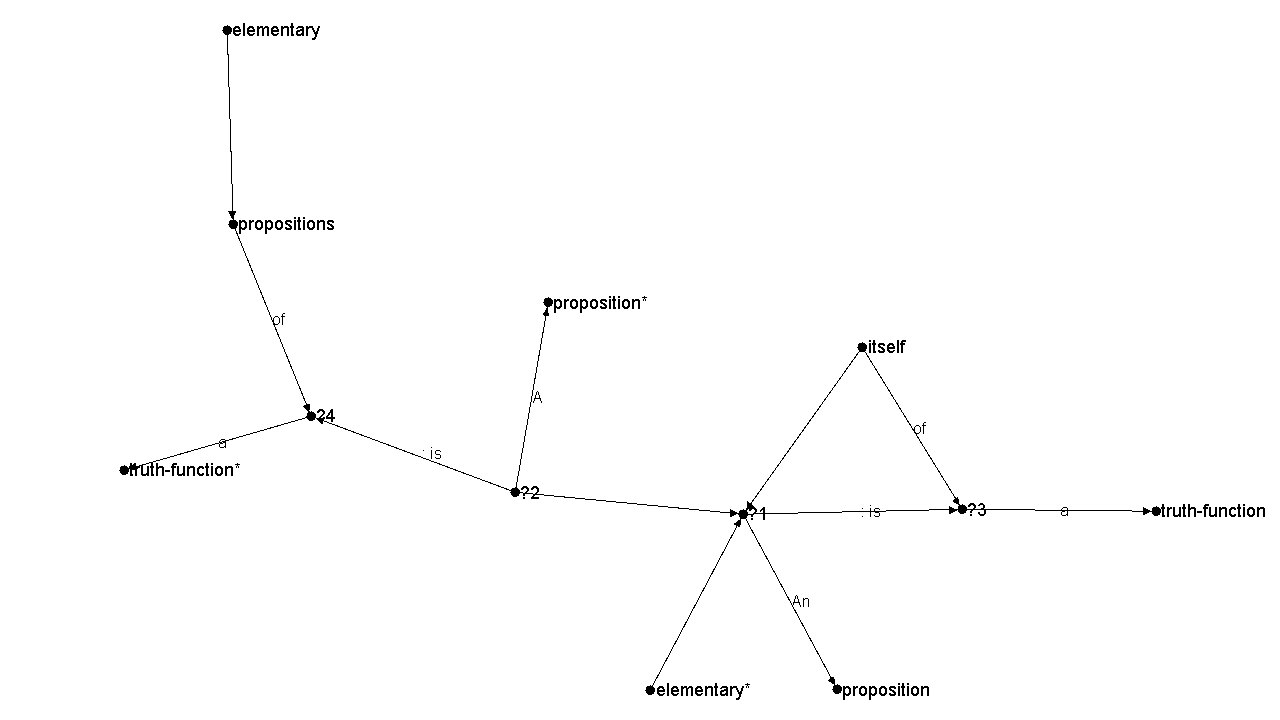 elementary
propositions
of
proposition*
itself
A
?4
of
a
: is
truth-function*
?2
?1
: is
?3
a
truth-function
An
elementary*
proposition